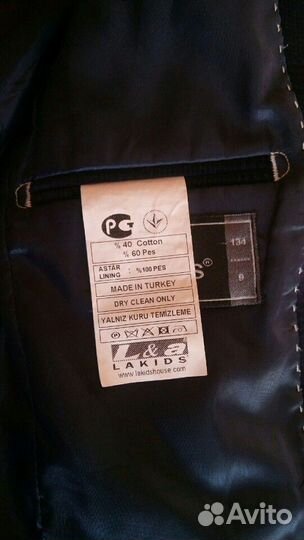 PG
% 40 Cotton
% 60 Pes
ASTAR
LINING : %100 PES
MADE IN TURKEY
DRY CLEAN ONLY
YALNIZ KURU TEMİZLEME
L&a
LAKIDS
www.lakidshouse.com
134
9
S®
Avito